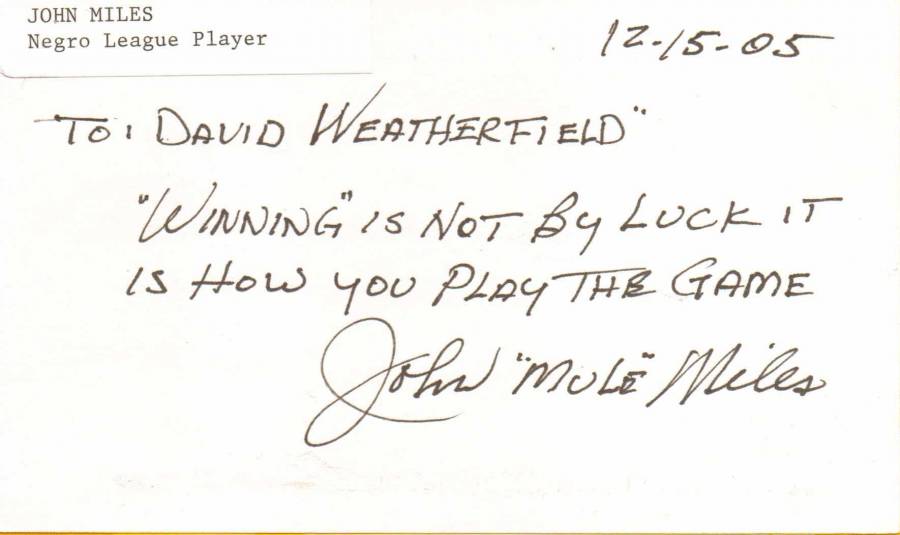 JOHN MILES
Negro League Player
12-15-05
TO: DAVID WEATHERFIELD"
"WINNING" IS NOT By LUCK IT
IS HOW YOU PLAY THE GAME
John "MULE" Miles